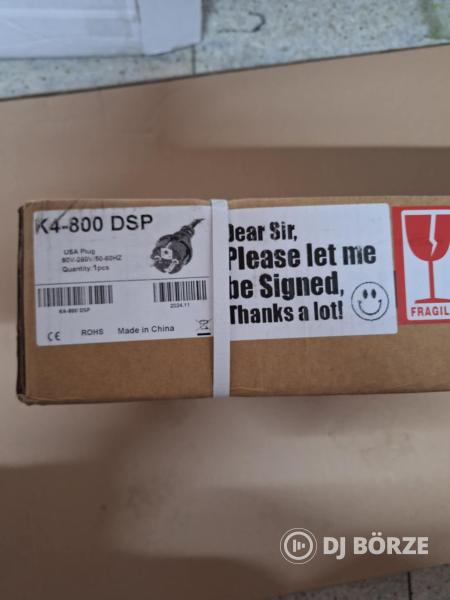 K4-800 DSP
USA Plug
90V-260V/50-60HZ
Quantity:1pcs
K4-800 DSP
2024.11
CE ROHS Made in China
Dear Sir,
Please let me
be Signed,
Thanks a lot!
FRAGIL
DJ BÖRZE